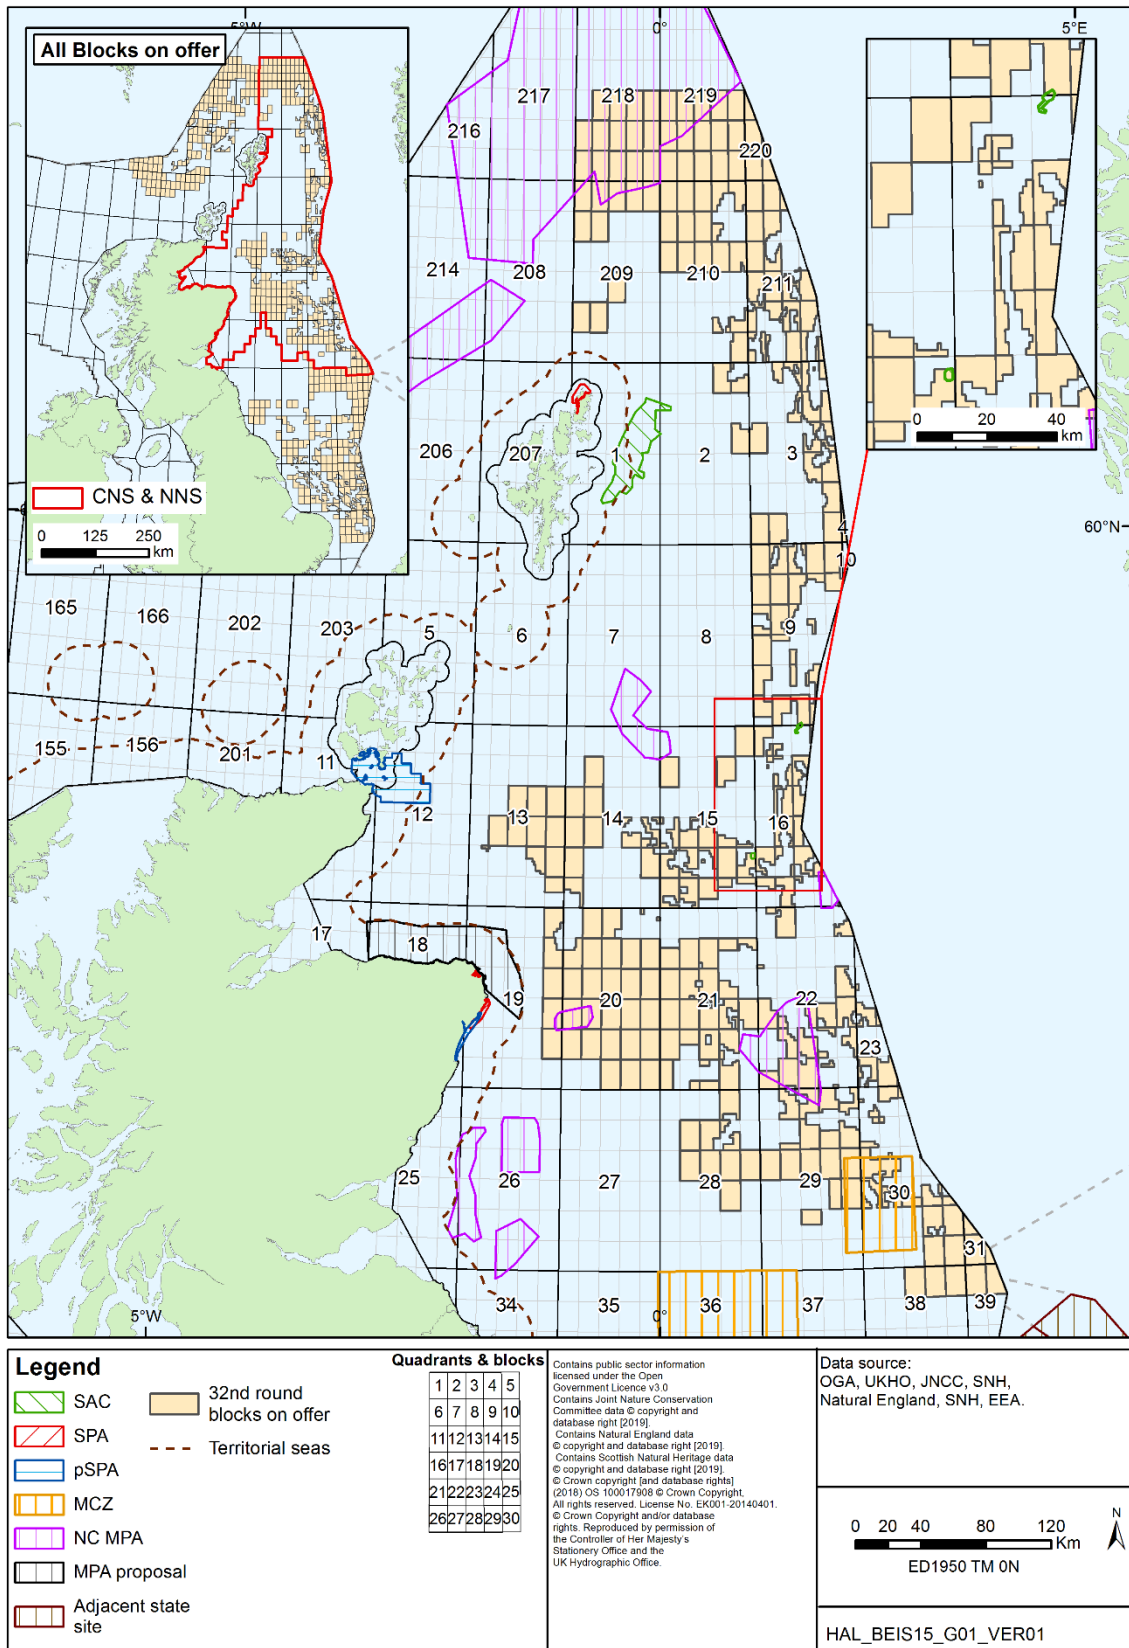 5°W
0°
5°E
All Blocks on offer
CNS & NNS
0 125 250
km
0 20 40
km
217
218
219
216
220
214
208
209
210
211
206
207
1
2
3
4
60°N
10
165
166
202
203
5
6
7
8
9
155
156
201
11
12
13
14
15
16
17
18
19
20
21
22
23
25
26
27
28
29
30
31
34
35
36
37
38
39
5°W
0°
Legend
SAC
SPA
pSPA
MCZ
NC MPA
MPA proposal
Adjacent state
site
32nd round
blocks on offer
Territorial seas
Quadrants & blocks
1 2 3 4 5
6 7 8 9 10
11 12 13 14 15
16 17 18 19 20
21 22 23 24 25
26 27 28 29 30
Contains public sector information
licensed under the Open
Government Licence v3.0
Contains Joint Nature Conservation
Committee data © copyright and
database right [2019].
Contains Natural England data
© copyright and database right [2019].
Contains Scottish Natural Heritage data
© copyright and database right [2019].
© Crown copyright [and database rights]
(2018) OS 100017908 © Crown Copyright,
All rights reserved. License No. EK001-20140401.
© Crown Copyright and/or database
rights. Reproduced by permission of
the Controller of Her Majesty's
Stationery Office and the
UK Hydrographic Office.
Data source:
OGA, UKHO, JNCC, SNH,
Natural England, SNH, EEA.
0 20 40 80 120
Km
N
ED1950 TM 0N
HAL_BEIS15_G01_VER01